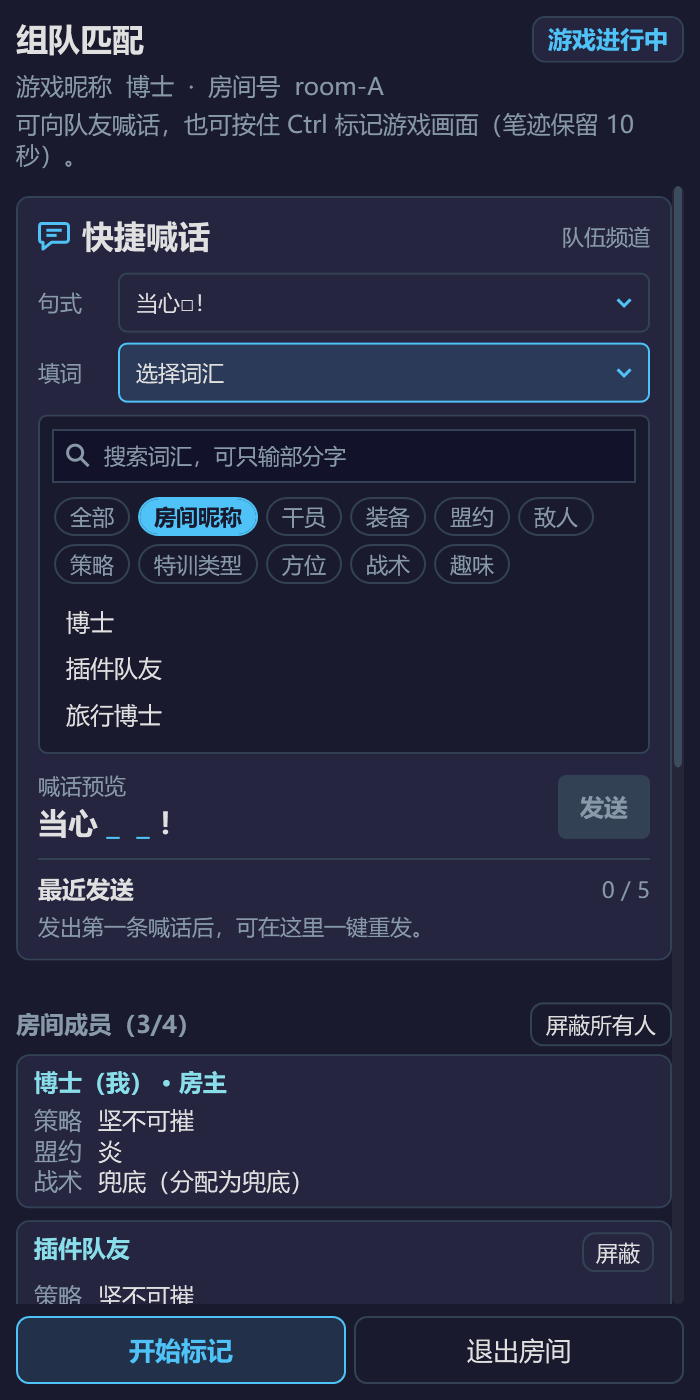 组队匹配
游戏进行中
游戏昵称 博士 · 房间号 room-A
可向队友喊话，也可按住 Ctrl 标记游戏画面（笔迹保留 10
秒）。
快捷喊话
队伍频道
句式
当心□！
填词
选择词汇
搜索词汇，可只输部分字
全部 房间昵称 干员 装备 盟约 敌人
策略 特训类型 方位 战术 趣味
博士
插件队友
旅行博士
喊话预览
当心 _ _ ！
发送
最近发送
0 / 5
发出第一条喊话后，可在这里一键重发。
房间成员（3/4）
屏蔽所有人
博士（我）·房主
策略 坚不可摧
盟约 炎
战术 兜底（分配为兜底）
插件队友
屏蔽
策略 坚不可摧
开始标记
退出房间